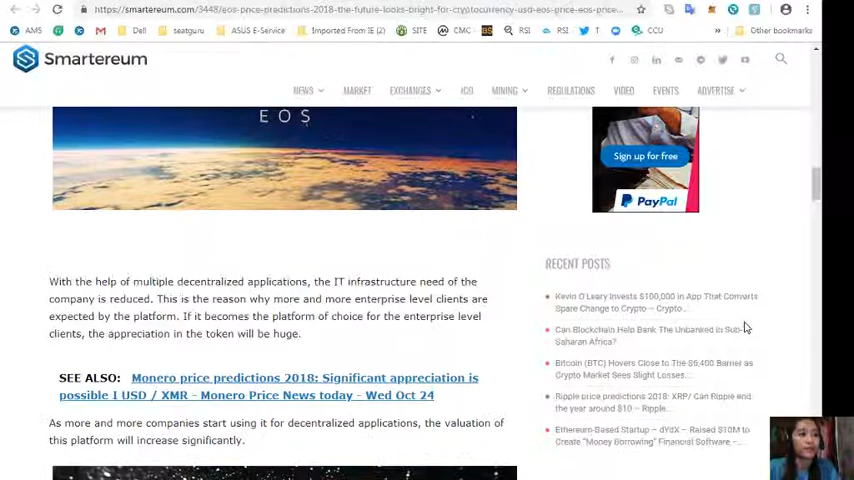 https://smartereum.com/3448/eos-price-predictions-2018-the-future-looks-bright-for-cryptocurrency-usd-eos-price-eos-price...
AMS
Dell
seatguru
ASUS E-Service
Imported From IE (2)
SITE
CMC
BS
RSI
RSI
T
CCU
Other bookmarks
Smartereum
NEWS
MARKET
EXCHANGES
ICO
MINING
REGULATIONS
VIDEO
EVENTS
ADVERTISE
EOS
Sign up for free
PayPal
With the help of multiple decentralized applications, the IT infrastructure need of the
company is reduced. This is the reason why more and more enterprise level clients are
expected by the platform. If it becomes the platform of choice for the enterprise level
clients, the appreciation in the token will be huge.
SEE ALSO: Monero price predictions 2018: Significant appreciation is
possible I USD / XMR - Monero Price News today - Wed Oct 24
As more and more companies start using it for decentralized applications, the valuation of
this platform will increase significantly.
RECENT POSTS
Kevin O'Leary Invests $100,000 in App That Converts
Spare Change to Crypto – Crypto...
Can Blockchain Help Bank The Unbanked In Sub-
Saharan Africa?
Bitcoin (BTC) Hovers Close to The $6,400 Barrier as
Crypto Market Sees Slight Losses...
Ripple price predictions 2018: XRP/ Can Ripple end
the year around $10 – Ripple...
Ethereum-Based Startup – dYdX – Raised $10M to
Create "Money Borrowing" Financial Software –...